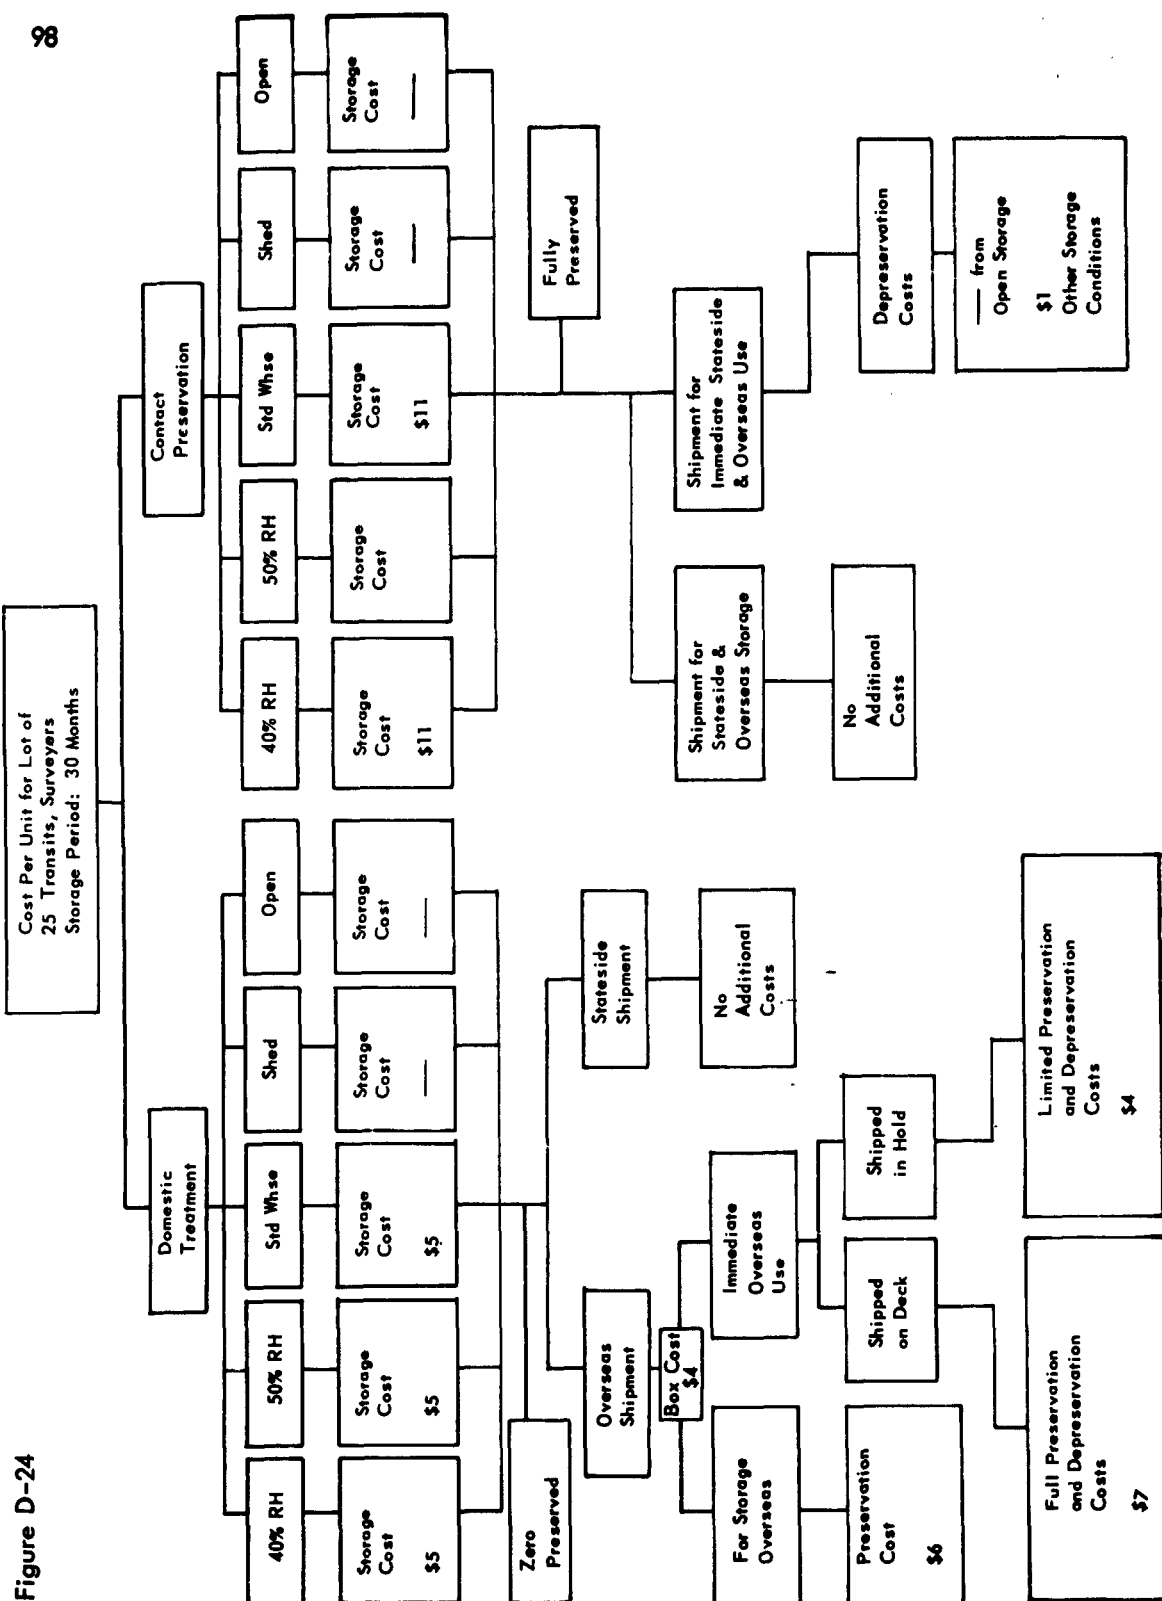 98
Figure D-24
Cost Per Unit for Lot of
25 Transits, Surveyers
Storage Period: 30 Months
Domestic
Treatment
Contact
Preservation
40% RH
50% RH
Std Whse
Shed
Open
40% RH
50% RH
Std Whse
Shed
Open
Storage
Cost
$5
Storage
Cost
$5
Storage
Cost
$5
Storage
Cost
—
Storage
Cost
—
Storage
Cost
$11
Storage
Cost
Storage
Cost
$11
Storage
Cost
—
Storage
Cost
—
Zero
Preserved
Fully
Preserved
Overseas
Shipment
Stateside
Shipment
Box Cost
$4
No
Additional
Costs
For Storage
Overseas
Immediate
Overseas
Use
Preservation
Cost
$6
Shipped
on Deck
Shipped
in Hold
Full Preservation
and Depreservation
Costs
$7
Limited Preservation
and Depreservation
Costs
$4
Shipment for
Stateside &
Overseas Storage
Shipment for
Immediate Stateside
& Overseas Use
No
Additional
Costs
Depreservation
Costs
— from
Open Storage
$1
Other Storage
Conditions